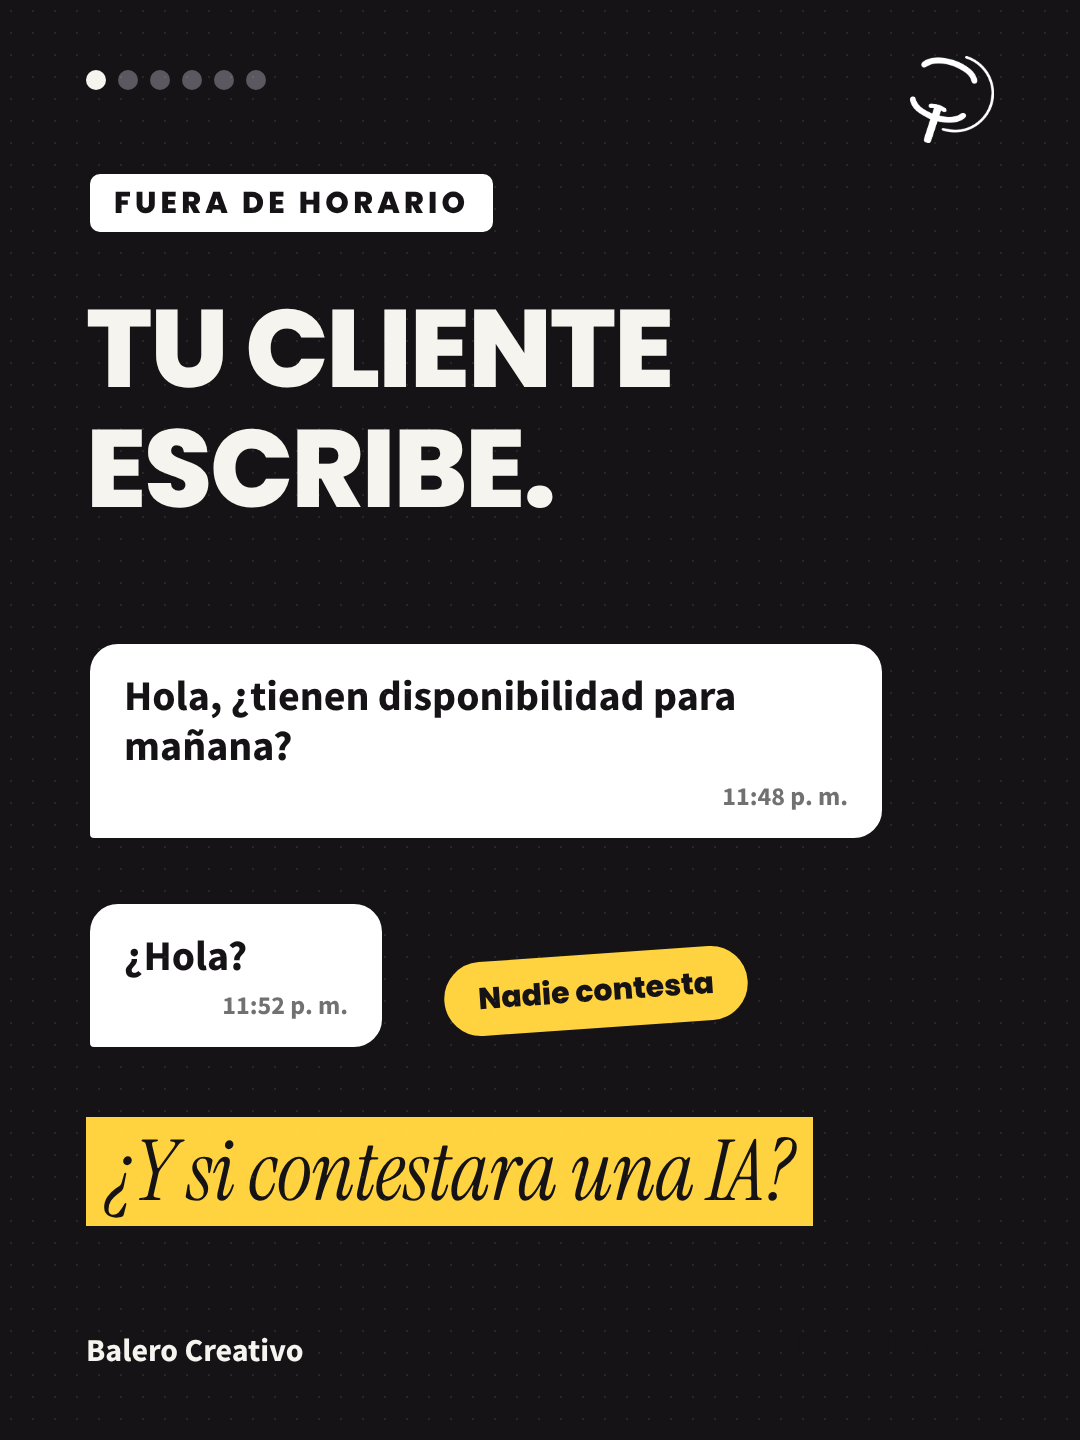 FUERA DE HORARIO
TU CLIENTE
ESCRIBE.
Hola, ¿tienen disponibilidad para
mañana?
11:48 p. m.
¿Hola?
11:52 p. m.
Nadie contesta
¿Y si contestara una IA?
Balero Creativo